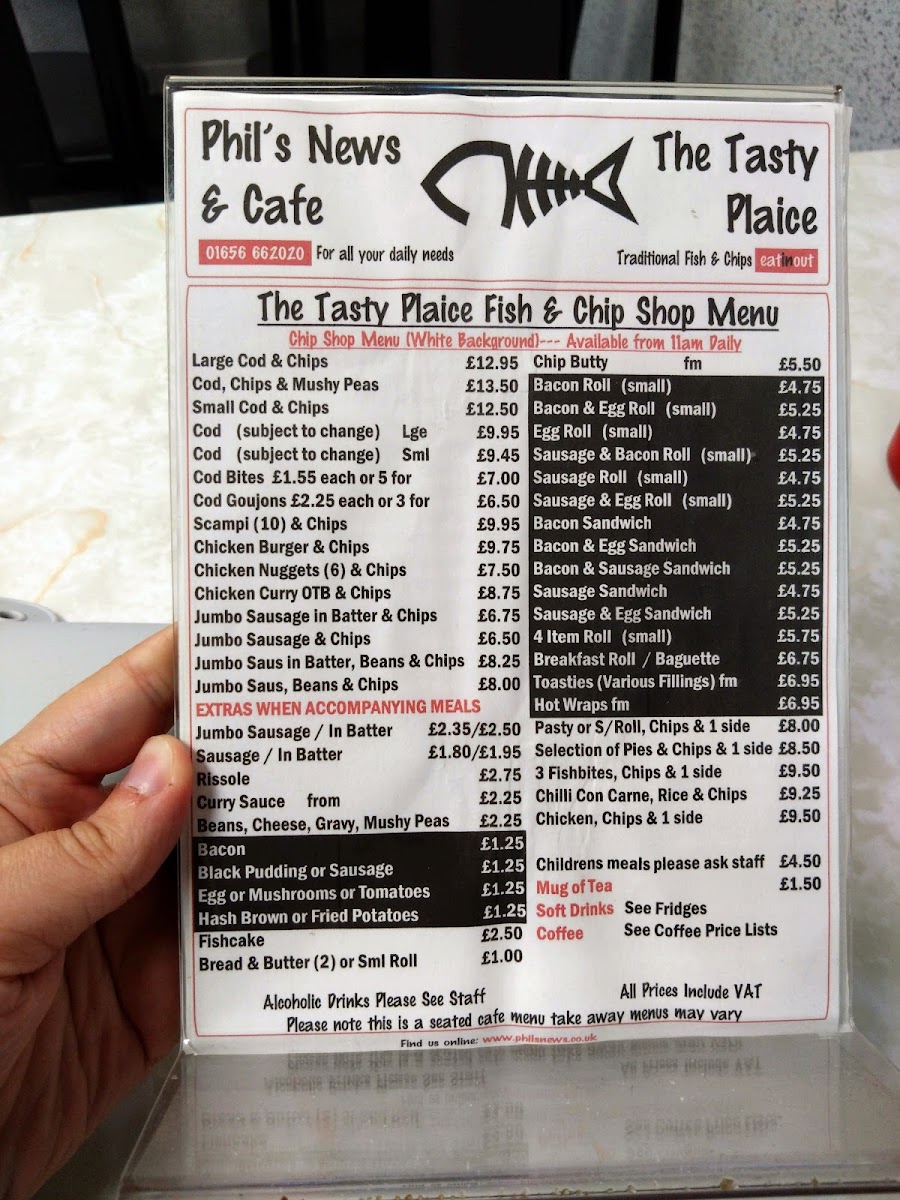 Phil's News
& Cafe
The Tasty
Plaice
01656 662020 For all your daily needs
Traditional Fish & Chips eatinout
The Tasty Plaice Fish & Chip Shop Menu
Chip Shop Menu (White Background)--- Available from 11am Daily
Large Cod & Chips £12.95
Cod, Chips & Mushy Peas £13.50
Small Cod & Chips £12.50
Cod (subject to change) Lge £9.95
Cod (subject to change) Sml £9.45
Cod Bites £1.55 each or 5 for £7.00
Cod Goujons £2.25 each or 3 for £6.50
Scampi (10) & Chips £9.95
Chicken Burger & Chips £9.75
Chicken Nuggets (6) & Chips £7.50
Chicken Curry OTB & Chips £8.75
Jumbo Sausage in Batter & Chips £6.75
Jumbo Sausage & Chips £6.50
Jumbo Saus in Batter, Beans & Chips £8.25
Jumbo Saus, Beans & Chips £8.00
EXTRAS WHEN ACCOMPANYING MEALS
Jumbo Sausage / In Batter £2.35/£2.50
Sausage / In Batter £1.80/£1.95
Rissole £2.75
Curry Sauce from £2.25
Beans, Cheese, Gravy, Mushy Peas £2.25
Bacon £1.25
Black Pudding or Sausage £1.25
Egg or Mushrooms or Tomatoes £1.25
Hash Brown or Fried Potatoes £1.25
Fishcake £2.50
Bread & Butter (2) or Sml Roll £1.00
Chip Butty fm £5.50
Bacon Roll (small) £4.75
Bacon & Egg Roll (small) £5.25
Egg Roll (small) £4.75
Sausage & Bacon Roll (small) £5.25
Sausage Roll (small) £4.75
Sausage & Egg Roll (small) £5.25
Bacon Sandwich £4.75
Bacon & Egg Sandwich £5.25
Bacon & Sausage Sandwich £5.25
Sausage Sandwich £4.75
Sausage & Egg Sandwich £5.25
4 Item Roll (small) £5.75
Breakfast Roll / Baguette £6.75
Toasties (Various Fillings) fm £6.95
Hot Wraps fm £6.95
Pasty or S/Roll, Chips & 1 side £8.00
Selection of Pies & Chips & 1 side £8.50
3 Fishbites, Chips & 1 side £9.50
Chilli Con Carne, Rice & Chips £9.25
Chicken, Chips & 1 side £9.50
Childrens meals please ask staff £4.50
Mug of Tea £1.50
Soft Drinks See Fridges
Coffee See Coffee Price Lists
Alcoholic Drinks Please See Staff
All Prices Include VAT
Please note this is a seated cafe menu take away menus may vary
Find us online: www.philsnews.co.uk